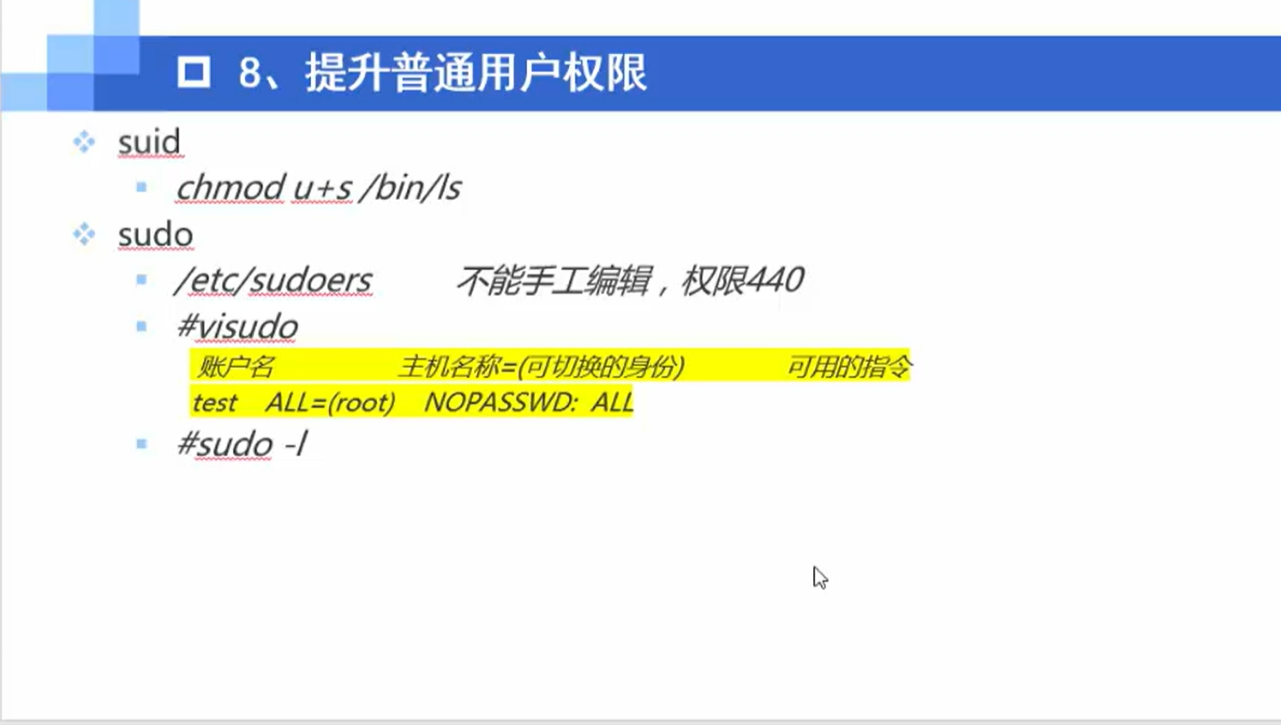 8、提升普通用户权限
suid
chmod u+s /bin/ls
sudo
/etc/sudoers 不能手工编辑，权限440
#visudo
账户名 主机名称=(可切换的身份) 可用的指令
test ALL=(root) NOPASSWD: ALL
#sudo -l